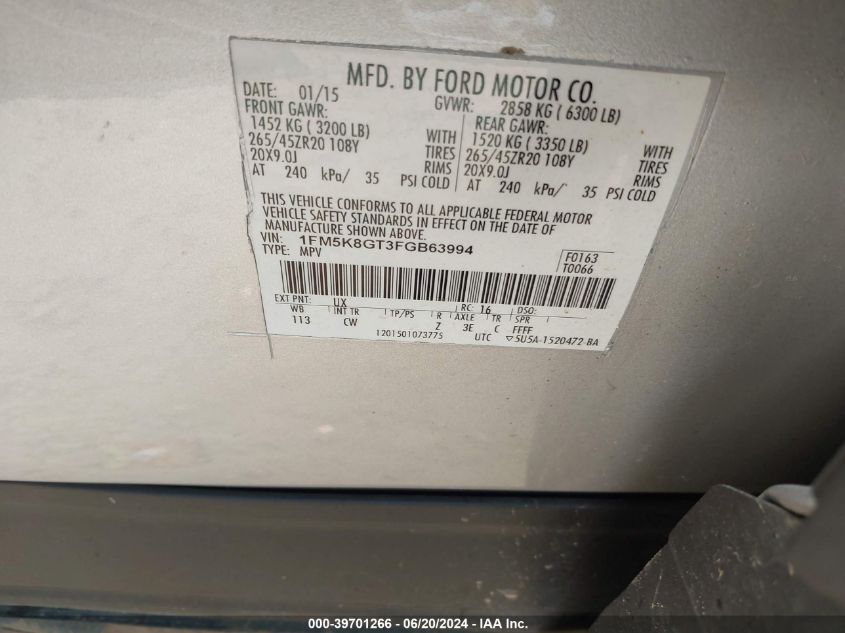 MFD. BY FORD MOTOR CO.
DATE: 01/15 GVWR: 2858 KG ( 6300 LB)
FRONT GAWR: REAR GAWR:
1452 KG ( 3200 LB) WITH 1520 KG ( 3350 LB) WITH
265/45ZR20 108Y TIRES 265/45ZR20 108Y TIRES
20X9.0J RIMS 20X9.0J RIMS
AT 240 kPa/ 35 PSI COLD AT 240 kPa/ 35 PSI COLD
THIS VEHICLE CONFORMS TO ALL APPLICABLE FEDERAL MOTOR
VEHICLE SAFETY STANDARDS IN EFFECT ON THE DATE OF
MANUFACTURE SHOWN ABOVE.
VIN: 1FM5K8GT3FGB63994 F0163
TYPE: MPV T0066
EXT PNT: UX RC: 16 DSO:
WB INT TR TP/PS R AXLE TR SPR
113 CW Z 3E C FFFF
1201501073775 UTC ▽5U5A-1520472-BA
000-39701266 - 06/20/2024 - IAA Inc.